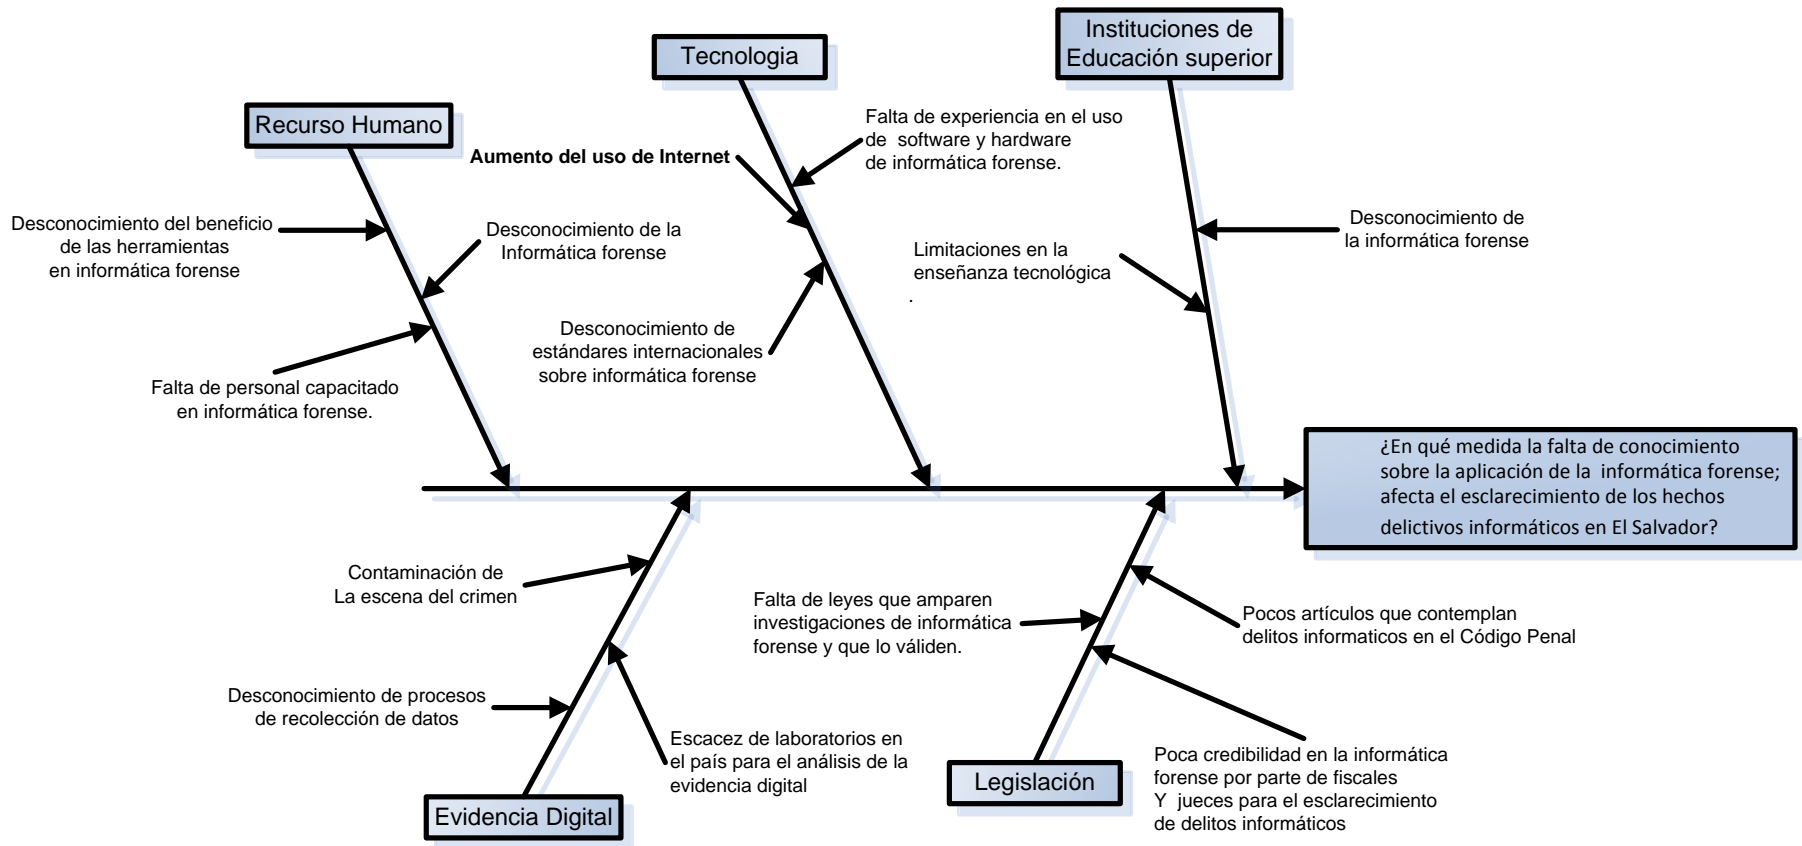 Instituciones de
Educación superior
Tecnologia
Recurso Humano
Falta de experiencia en el uso
de software y hardware
de informática forense.
Aumento del uso de Internet
Desconocimiento del beneficio
de las herramientas
en informática forense
Desconocimiento de la
Informática forense
Limitaciones en la
enseñanza tecnológica
.
Desconocimiento de
la informática forense
Desconocimiento de
estándares internacionales
sobre informática forense
Falta de personal capacitado
en informática forense.
¿En qué medida la falta de conocimiento
sobre la aplicación de la informática forense;
afecta el esclarecimiento de los hechos
delictivos informáticos en El Salvador?
Contaminación de
La escena del crimen
Falta de leyes que amparen
investigaciones de informática
forense y que lo váliden.
Pocos artículos que contemplan
delitos informaticos en el Código Penal
Desconocimiento de procesos
de recolección de datos
Escacez de laboratorios en
el país para el análisis de la
evidencia digital
Poca credibilidad en la informática
forense por parte de fiscales
Y jueces para el esclarecimiento
de delitos informáticos
Legislación
Evidencia Digital